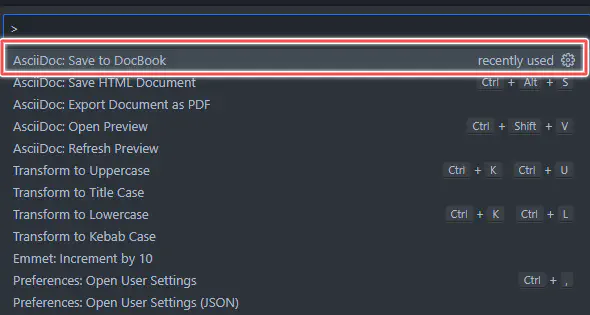 >
AsciiDoc: Save to DocBook recently used
AsciiDoc: Save HTML Document Ctrl + Alt + S
AsciiDoc: Export Document as PDF
AsciiDoc: Open Preview Ctrl + Shift + V
AsciiDoc: Refresh Preview
Transform to Uppercase Ctrl + K Ctrl + U
Transform to Title Case
Transform to Lowercase Ctrl + K Ctrl + L
Transform to Kebab Case
Emmet: Increment by 10
Preferences: Open User Settings Ctrl + ,
Preferences: Open User Settings (JSON)